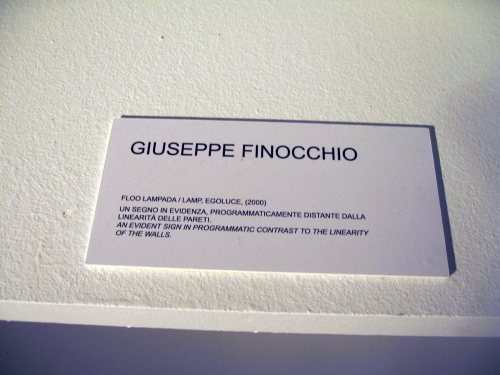 GIUSEPPE FINOCCHIO
FLOO LAMPADA / LAMP, EGOLUCE, (2000)
UN SEGNO IN EVIDENZA, PROGRAMMATICAMENTE DISTANTE DALLA
LINEARITÀ DELLE PARETI.
AN EVIDENT SIGN IN PROGRAMMATIC CONTRAST TO THE LINEARITY
OF THE WALLS.